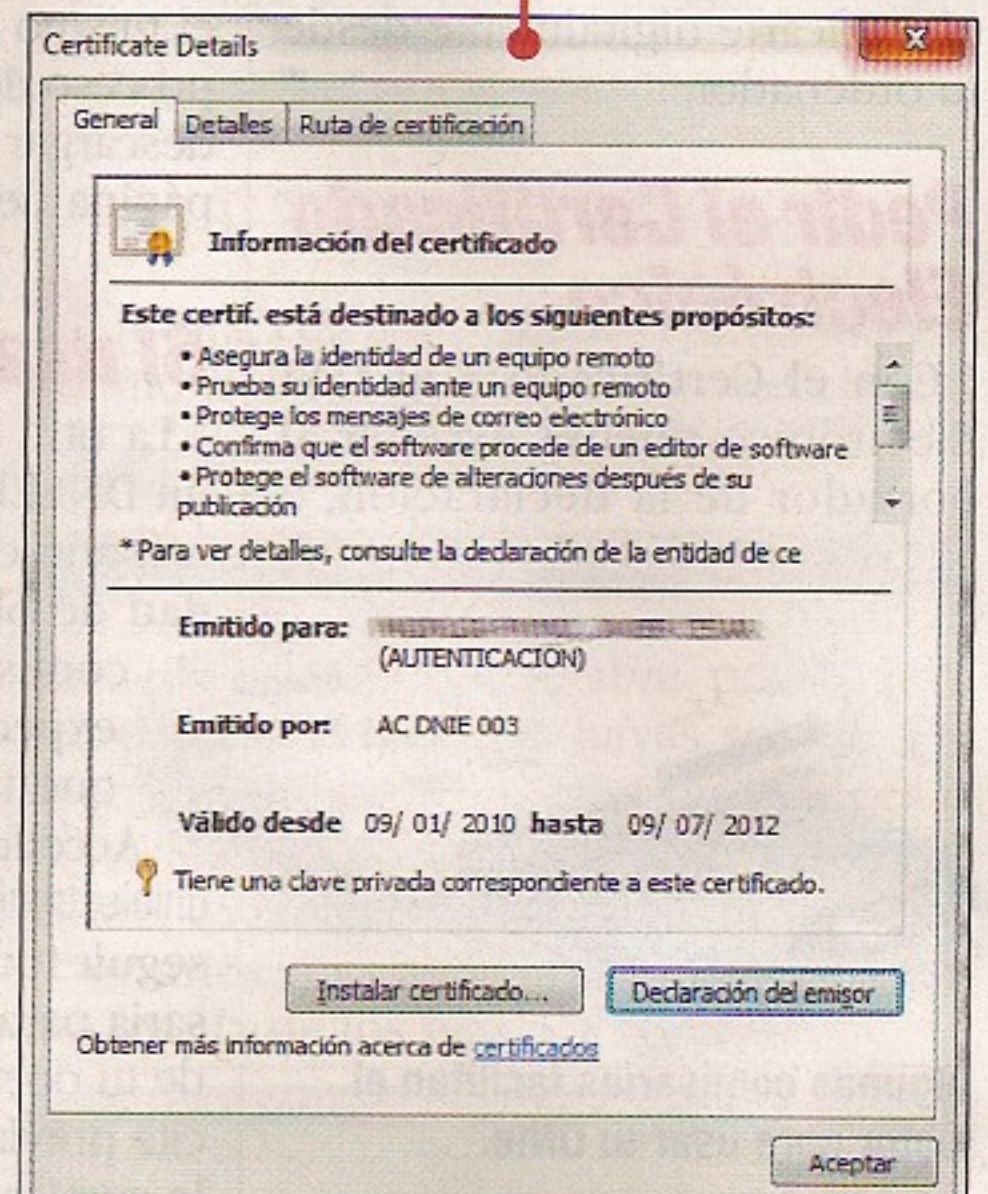 Certificate Details
General Detalles Ruta de certificación
Información del certificado
Este certif. está destinado a los siguientes propósitos:
• Asegura la identidad de un equipo remoto
• Prueba su identidad ante un equipo remoto
• Protege los mensajes de correo electrónico
• Confirma que el software procede de un editor de software
• Protege el software de alteraciones después de su
publicación
* Para ver detalles, consulte la declaración de la entidad de ce
Emitido para:
(AUTENTICACION)
Emitido por: AC DNIE 003
Válido desde 09/ 01/ 2010 hasta 09/ 07/ 2012
Tiene una clave privada correspondiente a este certificado.
Instalar certificado... Declaración del emisor
Obtener más información acerca de certificados
Aceptar